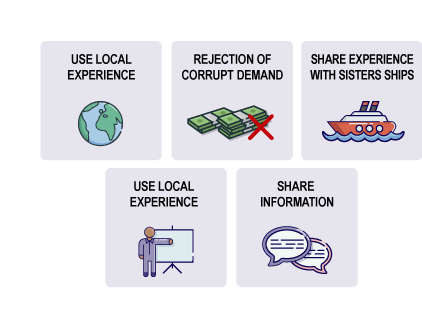 USE LOCAL
EXPERIENCE
REJECTION OF
CORRUPT DEMAND
SHARE EXPERIENCE
WITH SISTERS SHIPS
USE LOCAL
EXPERIENCE
SHARE
INFORMATION